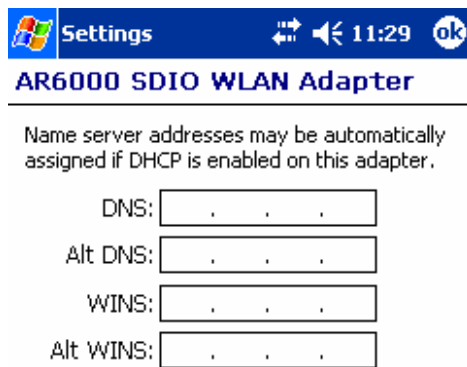 Settings 11:29 ok
AR6000 SDIO WLAN Adapter
Name server addresses may be automatically
assigned if DHCP is enabled on this adapter.
DNS: . . .
Alt DNS: . . .
WINS: . . .
Alt WINS: . . .